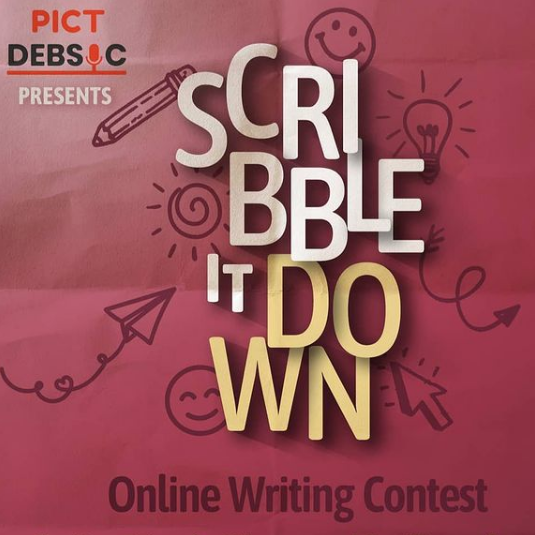 PICT
DEBSOC
PRESENTS
SCRI
BBLE
IT DO
WN
Online Writing Contest